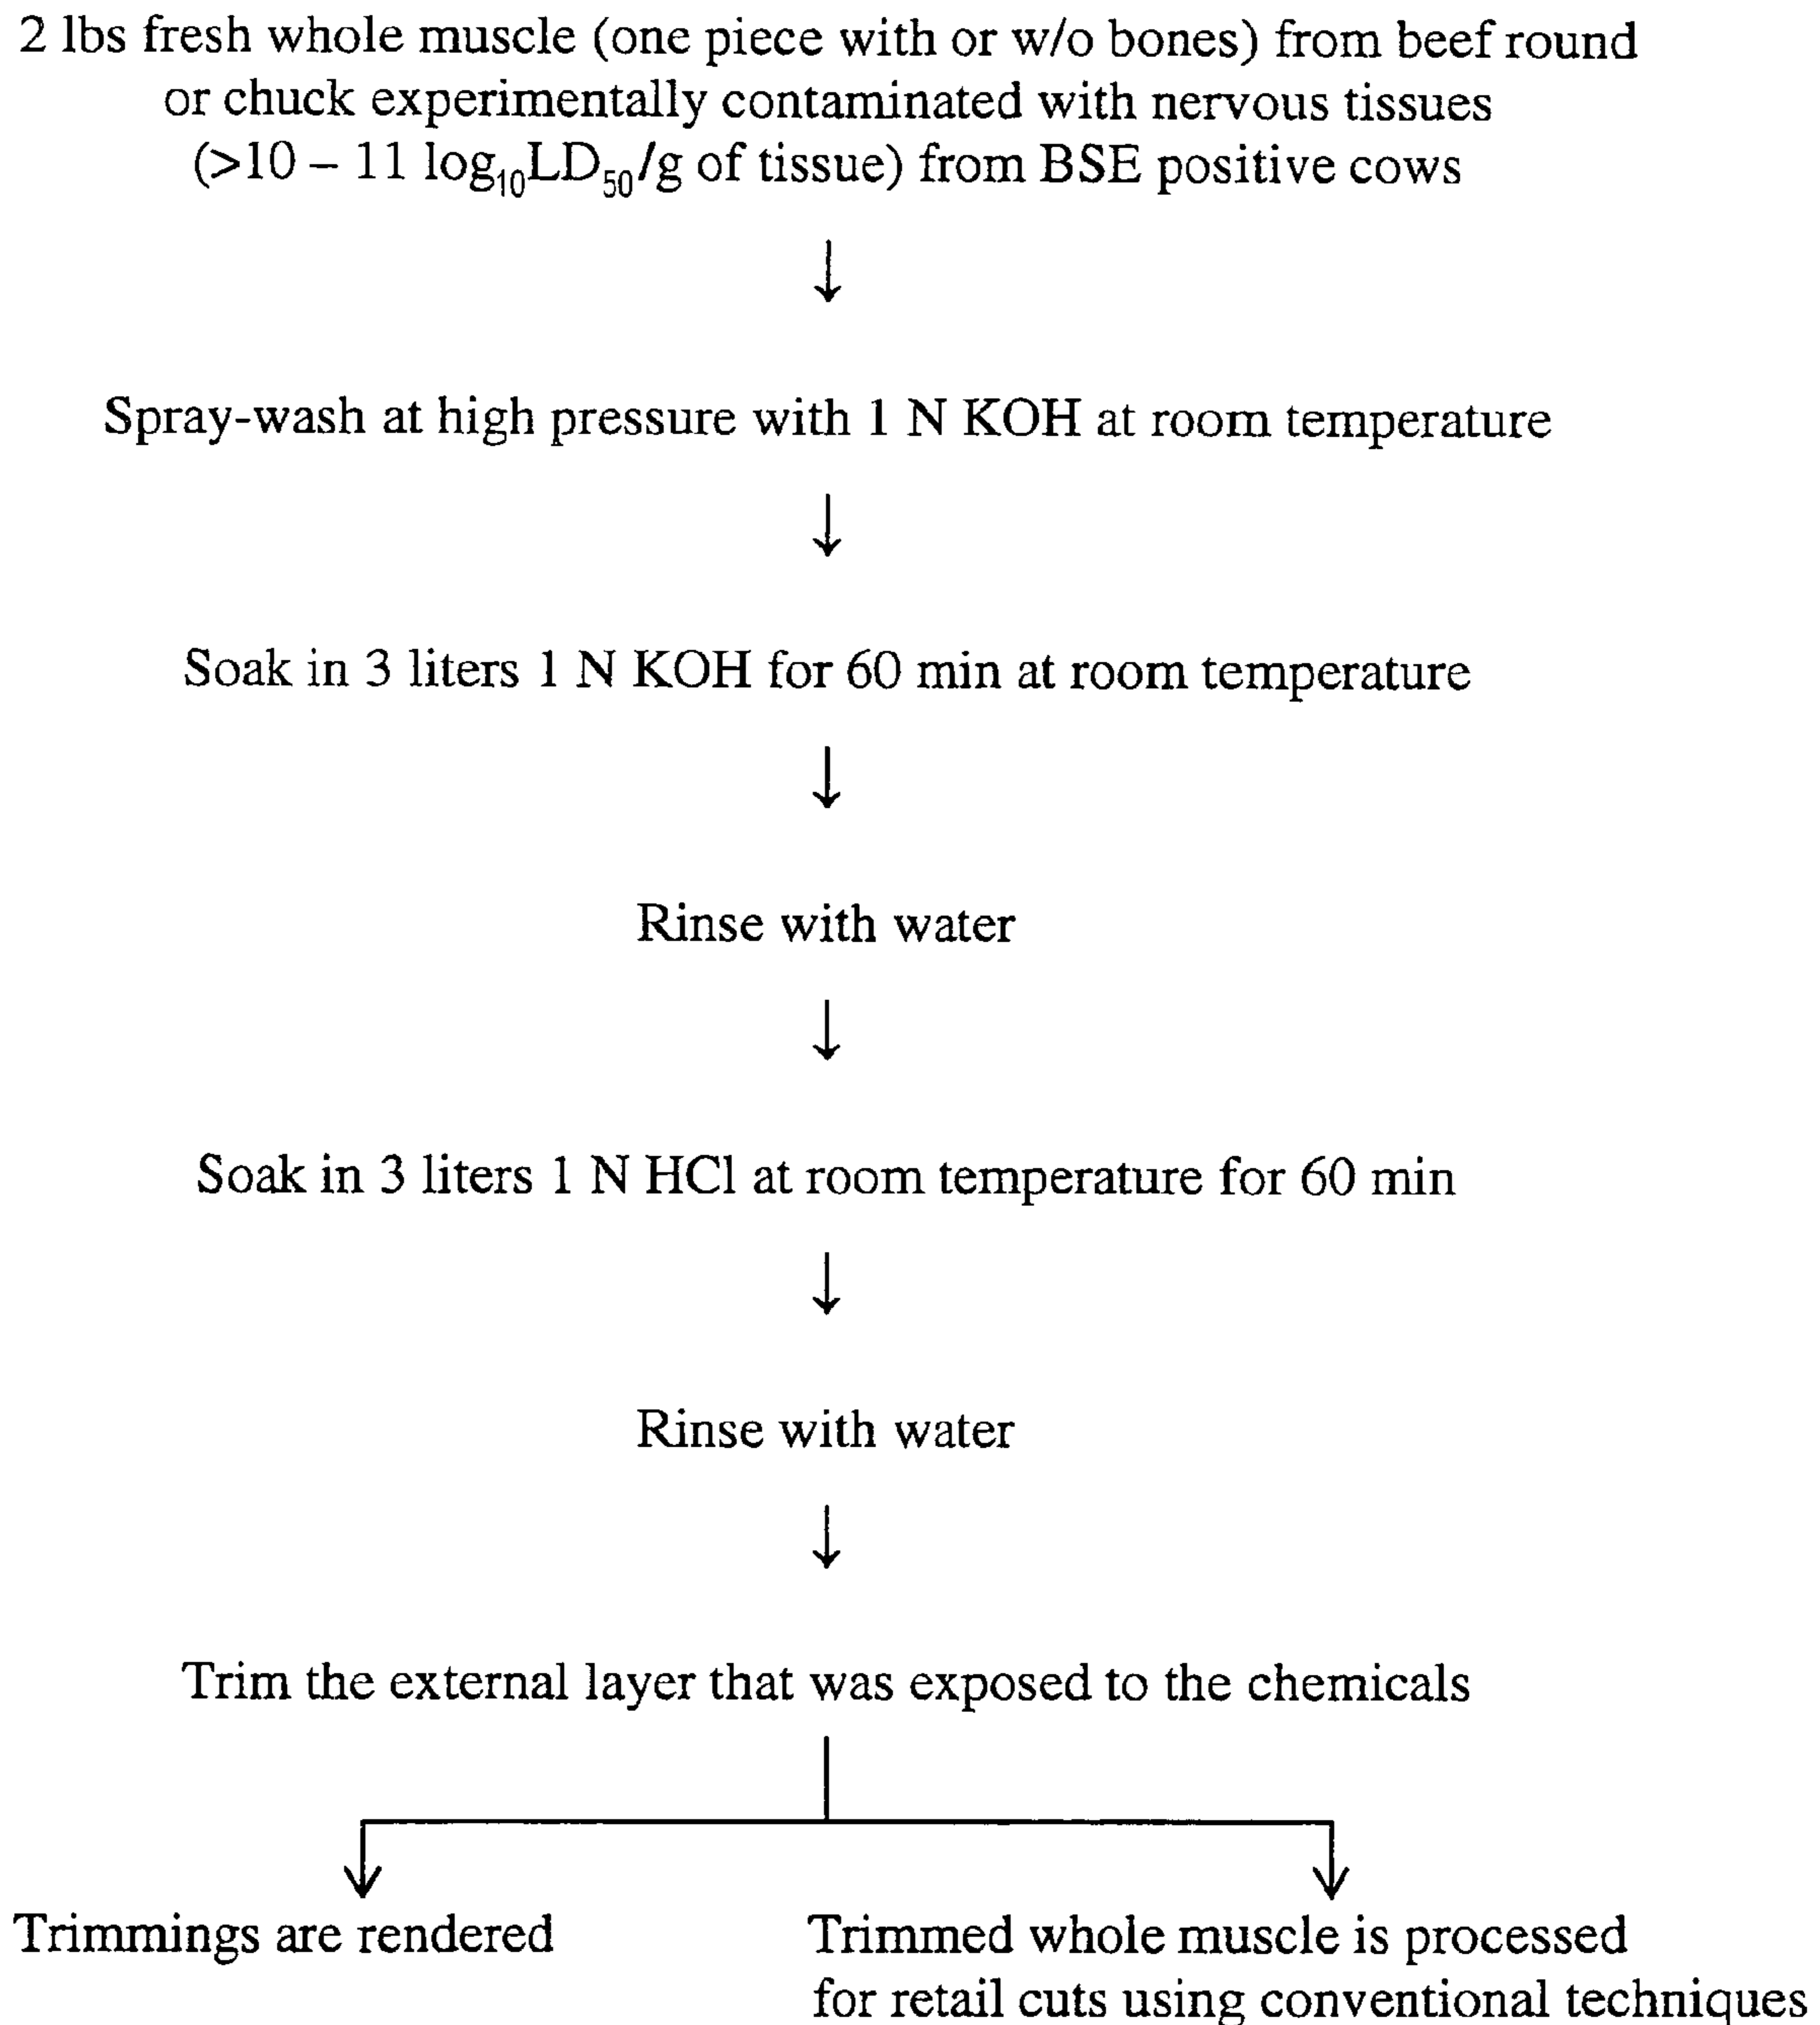 2 lbs fresh whole muscle (one piece with or w/o bones) from beef round
or chuck experimentally contaminated with nervous tissues
(>10 – 11 log₁₀LD₅₀/g of tissue) from BSE positive cows
Spray-wash at high pressure with 1 N KOH at room temperature
Soak in 3 liters 1 N KOH for 60 min at room temperature
Rinse with water
Soak in 3 liters 1 N HCl at room temperature for 60 min
Rinse with water
Trim the external layer that was exposed to the chemicals
Trimmings are rendered
Trimmed whole muscle is processed
for retail cuts using conventional techniques